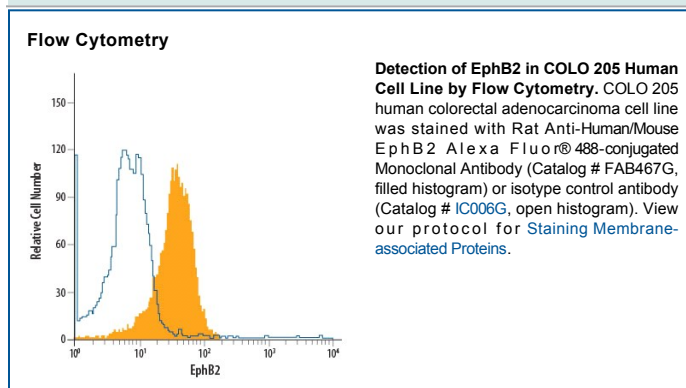 Flow Cytometry
Detection of EphB2 in COLO 205 Human
Cell Line by Flow Cytometry. COLO 205
human colorectal adenocarcinoma cell line
was stained with Rat Anti-Human/Mouse
EphB2 Alexa Fluor® 488-conjugated
Monoclonal Antibody (Catalog # FAB467G,
filled histogram) or isotype control antibody
(Catalog # IC006G, open histogram). View
our protocol for Staining Membrane-
associated Proteins.
Relative Cell Number
150
120
90
60
30
0
10⁰ 10¹ 10² 10³ 10⁴
EphB2